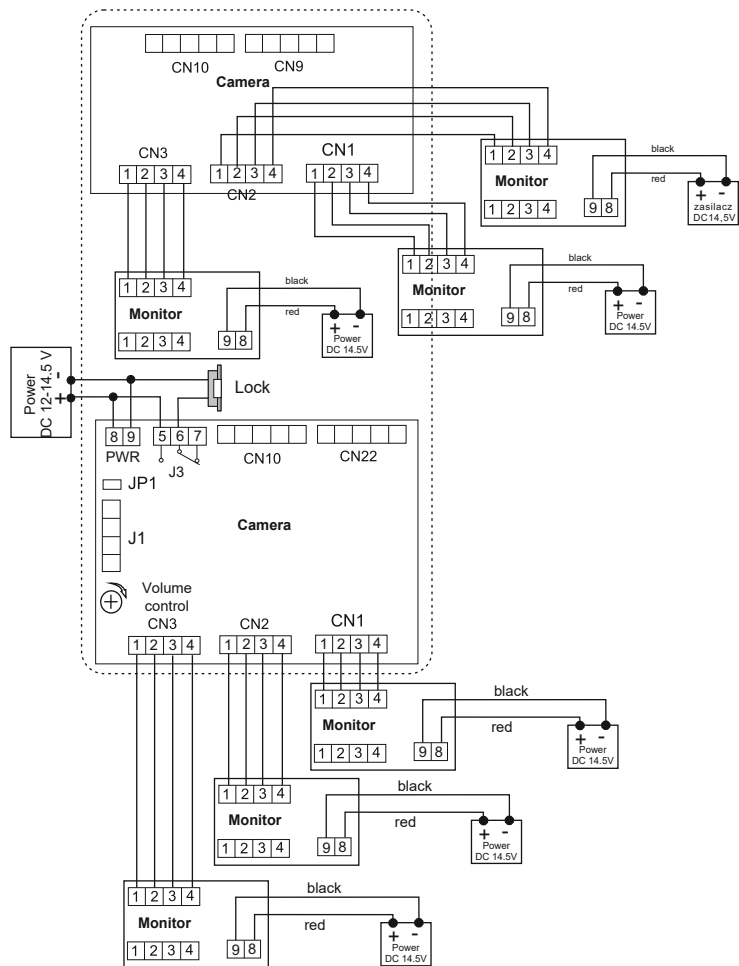 CN10
CN9
Camera
CN3
CN2
CN1
1 2 3 4
1 2 3 4
1 2 3 4
1 2 3 4
Monitor
1 2 3 4
9 8
black
red
+ -
zasilacz
DC14,5V
1 2 3 4
Monitor
1 2 3 4
9 8
black
red
+ -
Power
DC 14.5V
1 2 3 4
Monitor
1 2 3 4
9 8
black
red
+ -
Power
DC 14.5V
Power
DC 12-14.5 V
-
+
Lock
8 9
PWR
5 6 7
J3
CN10
CN22
JP1
J1
Camera
Volume
control
CN3
CN2
CN1
1 2 3 4
1 2 3 4
1 2 3 4
1 2 3 4
Monitor
1 2 3 4
9 8
black
red
+ -
Power
DC 14.5V
1 2 3 4
Monitor
1 2 3 4
9 8
black
red
+ -
Power
DC 14.5V
1 2 3 4
Monitor
1 2 3 4
9 8
black
red
+ -
Power
DC 14.5V